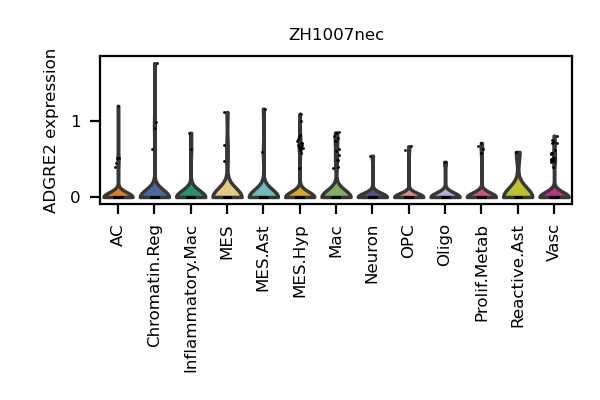 ZH1007nec
ADGRE2 expression
1
0
AC
Chromatin.Reg
Inflammatory.Mac
MES
MES.Ast
MES.Hyp
Mac
Neuron
OPC
Oligo
Prolif.Metab
Reactive.Ast
Vasc